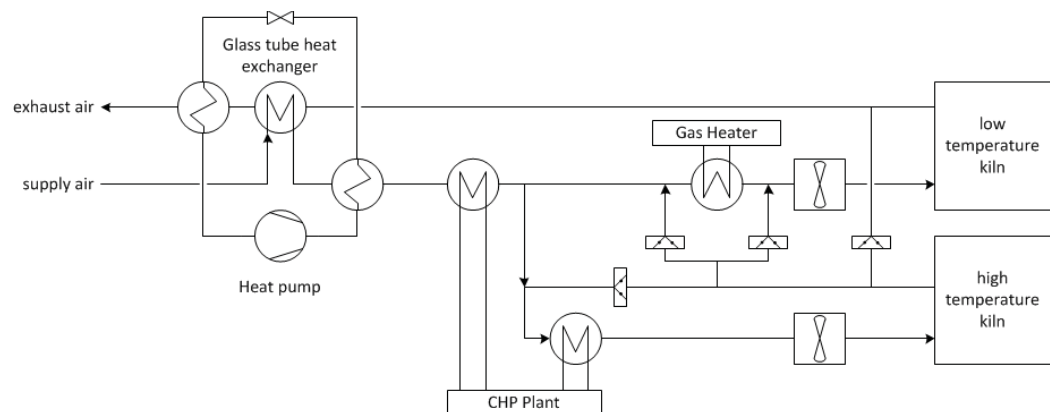 Glass tube heat
exchanger
exhaust air
Gas Heater
low
temperature
kiln
supply air
Heat pump
high
temperature
kiln
CHP Plant